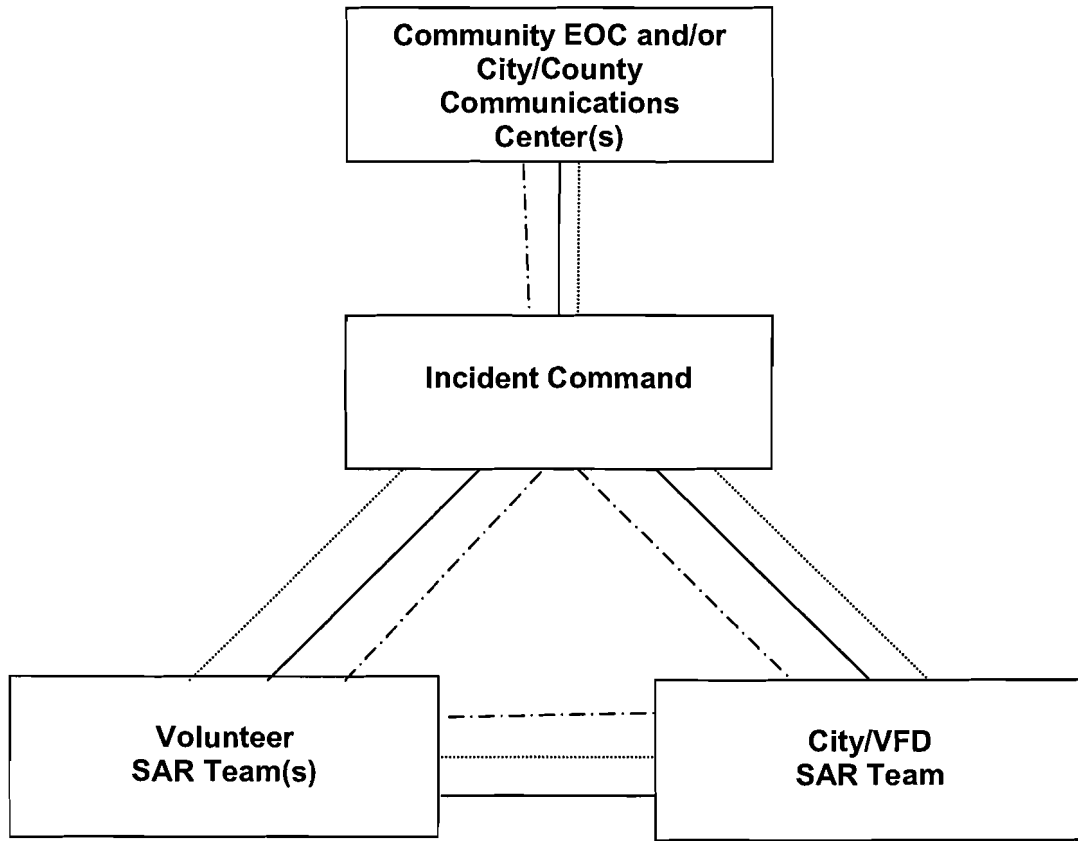 Community EOC and/or
City/County
Communications
Center(s)
Incident Command
Volunteer
SAR Team(s)
City/VFD
SAR Team